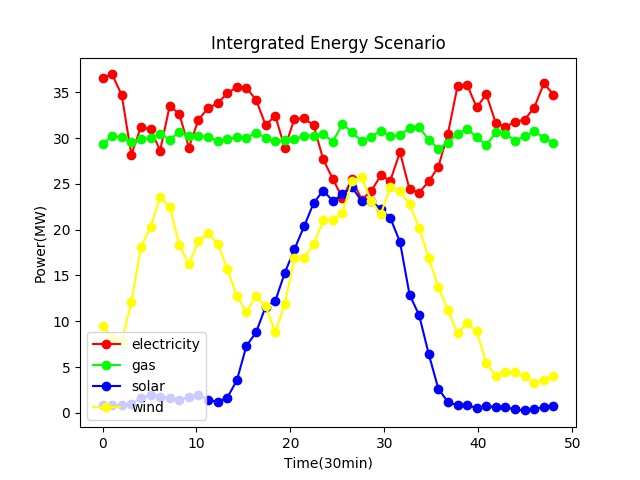 Intergrated Energy Scenario
Power(MW)
35
30
25
20
15
10
5
0
electricity
gas
solar
wind
0 10 20 30 40 50
Time(30min)